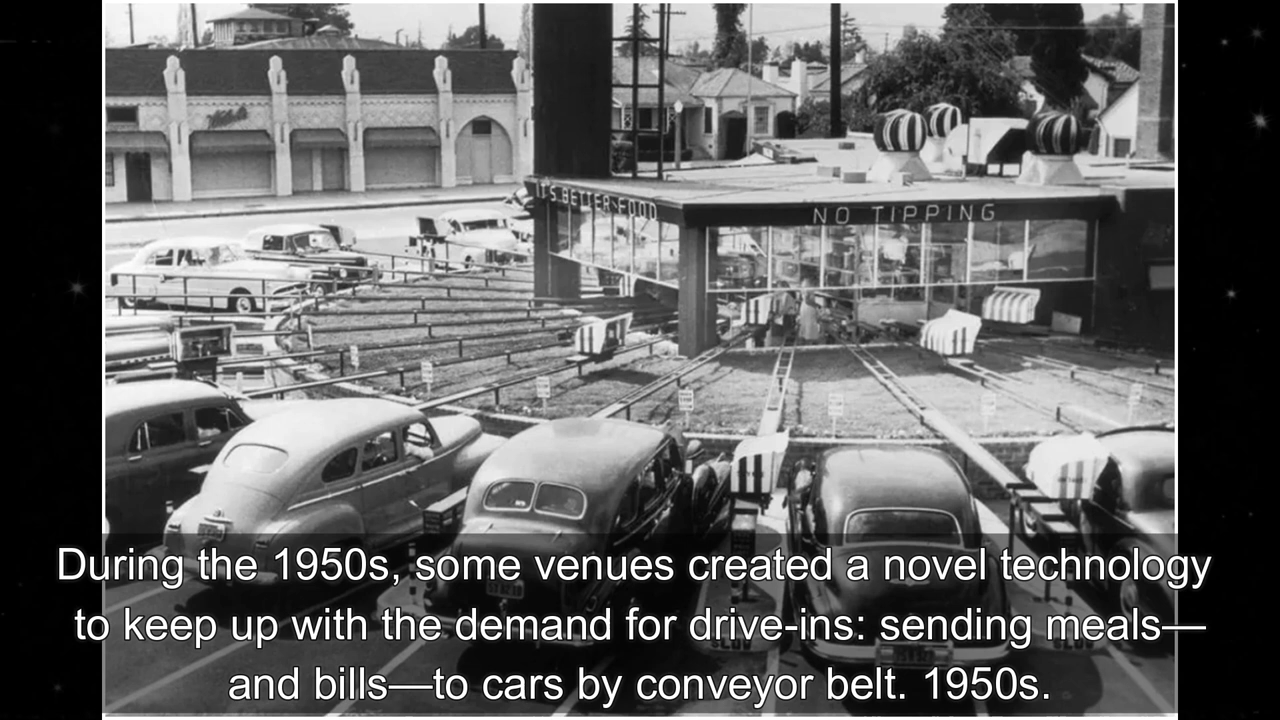 IT'S BETTER FOOD
NO TIPPING
During the 1950s, some venues created a novel technology
to keep up with the demand for drive-ins: sending meals—
and bills—to cars by conveyor belt. 1950s.